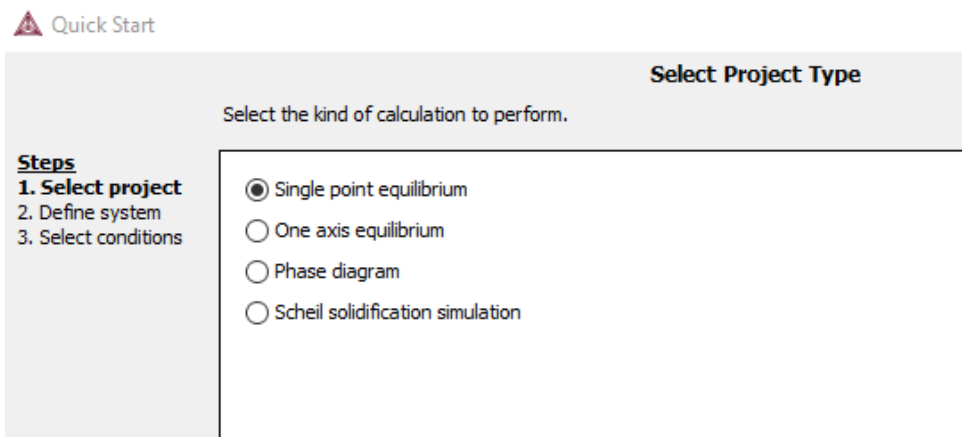 Quick Start
Select Project Type
Select the kind of calculation to perform.
Steps
1. Select project
2. Define system
3. Select conditions
Single point equilibrium
One axis equilibrium
Phase diagram
Scheil solidification simulation